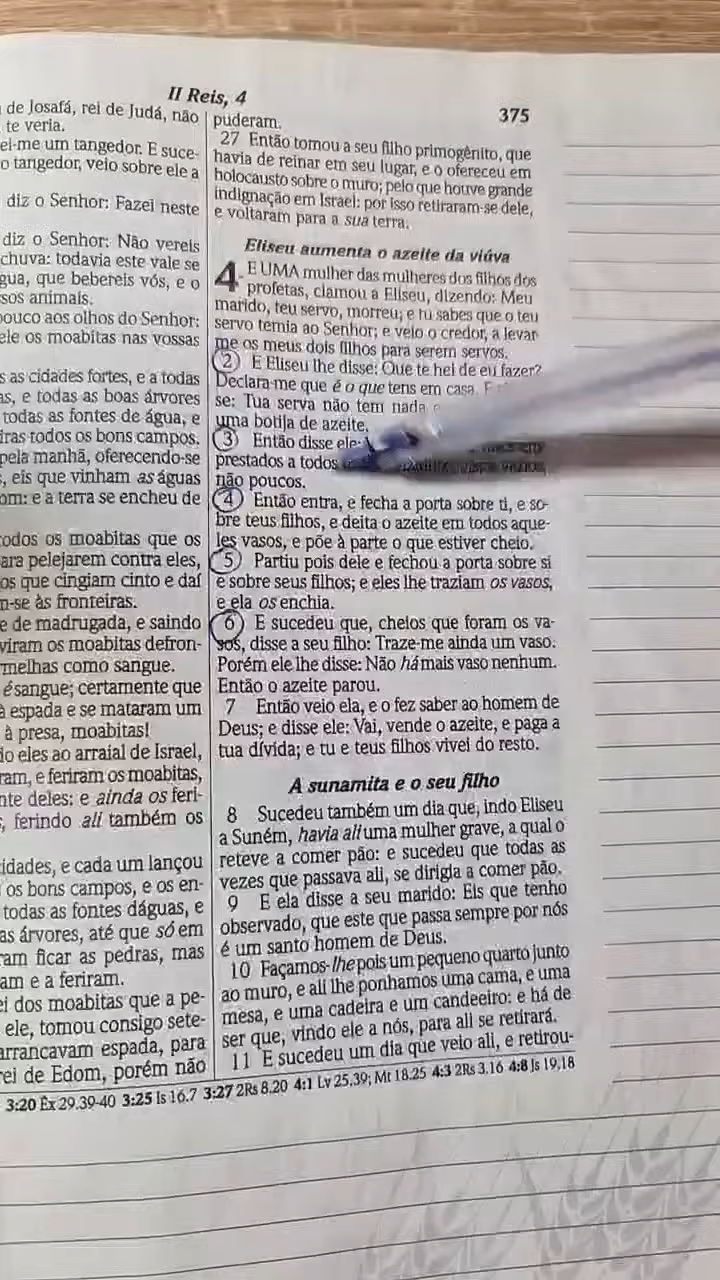 II Reis, 4
375
de Josafá, rei de Judá, não
te veria.
ei-me um tangedor. E suce-
o tangedor, veio sobre ele a
diz o Senhor: Fazei neste
diz o Senhor: Não vereis
chuva: todavia este vale se
gua, que bebereis vós, e o
sos animais.
pouco aos olhos do Senhor:
ele os moabitas nas vossas
s as cidades fortes, e a todas
as, e todas as boas árvores
todas as fontes de água, e
iras todos os bons campos.
pela manhã, oferecendo-se
, eis que vinham as águas
om: e a terra se encheu de
todos os moabitas que os
ara pelejarem contra eles,
os que cingiam cinto e daí
m-se às fronteiras.
e de madrugada, e saindo
viram os moabitas defron-
melhas como sangue.
é sangue; certamente que
à espada e se mataram um
à presa, moabitas!
do eles ao arraial de Israel,
ram, e feriram os moabitas,
nte deles: e ainda os feri-
, ferindo ali também os
cidades, e cada um lançou
os bons campos, e os en-
todas as fontes dáguas, e
as árvores, até que só em
ram ficar as pedras, mas
am e a feriram.
ei dos moabitas que a pe-
ele, tomou consigo sete-
arrancavam espada, para
rei de Edom, porém não
puderam.
27 Então tomou a seu filho primogênito, que
havia de reinar em seu lugar, e o ofereceu em
holocausto sobre o muro; pelo que houve grande
indignação em Israel: por isso retiraram-se dele,
e voltaram para a sua terra.
Eliseu aumenta o azeite da viúva
4 E UMA mulher das mulheres dos filhos dos
profetas, clamou a Eliseu, dizendo: Meu
marido, teu servo, morreu; e tu sabes que o teu
servo temia ao Senhor; e veio o credor, a levar-
me os meus dois filhos para serem servos.
2 E Eliseu lhe disse: Que te hei de eu fazer?
Declara-me que é o que tens em casa. E
se: Tua serva não tem nada
uma botija de azeite.
3 Então disse ele:
prestados a todos
não poucos.
4 Então entra, e fecha a porta sobre ti, e so-
bre teus filhos, e deita o azeite em todos aque-
les vasos, e põe à parte o que estiver cheio.
5 Partiu pois dele e fechou a porta sobre si
e sobre seus filhos; e eles lhe traziam os vasos,
e ela os enchia.
6 E sucedeu que, cheios que foram os va-
sos, disse a seu filho: Traze-me ainda um vaso.
Porém ele lhe disse: Não há mais vaso nenhum.
Então o azeite parou.
7 Então veio ela, e o fez saber ao homem de
Deus; e disse ele: Vai, vende o azeite, e paga a
tua dívida; e tu e teus filhos vivei do resto.
A sunamita e o seu filho
8 Sucedeu também um dia que, indo Eliseu
a Suném, havia ali uma mulher grave, a qual o
reteve a comer pão: e sucedeu que todas as
vezes que passava ali, se dirigia a comer pão.
9 E ela disse a seu marido: Eis que tenho
observado, que este que passa sempre por nós
é um santo homem de Deus.
10 Façamos-lhe pois um pequeno quarto junto
ao muro, e ali lhe ponhamos uma cama, e uma
mesa, e uma cadeira e um candeeiro: e há de
ser que, vindo ele a nós, para ali se retirará.
11 E sucedeu um dia que veio ali, e retirou-
3:20 Êx 29.39-40 3:25 Is 16.7 3:27 2Rs 8.20 4:1 Lv 25.39; Mt 18.25 4:3 2Rs 3.16 4:8 Js 19.18